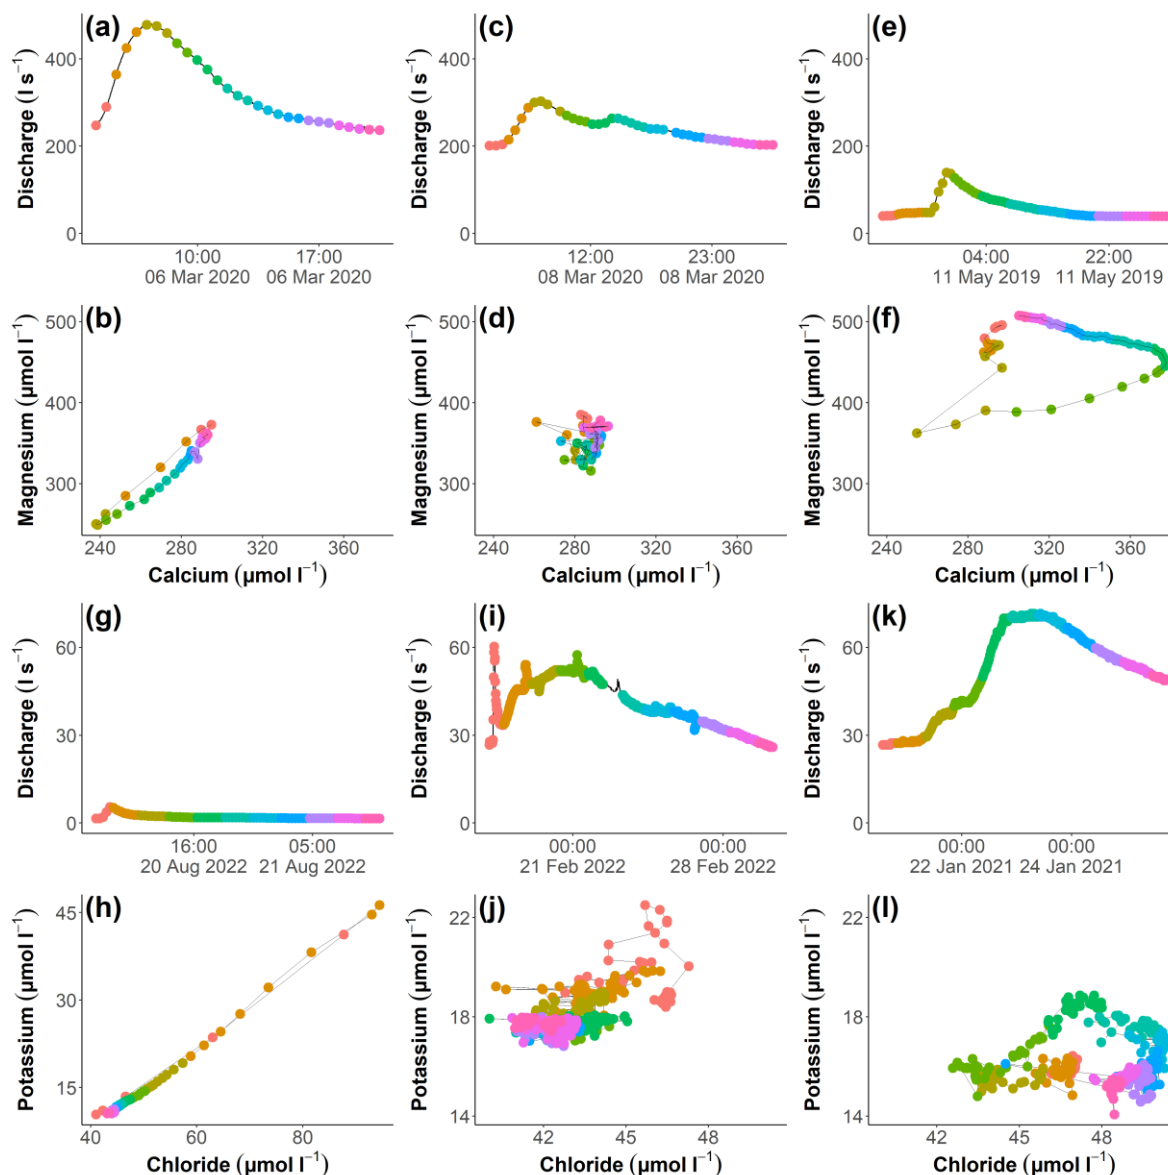 (a)
Discharge (l s⁻¹)
400
200
0
10:00 17:00
06 Mar 2020 06 Mar 2020
(c)
Discharge (l s⁻¹)
400
200
0
12:00 23:00
08 Mar 2020 08 Mar 2020
(e)
Discharge (l s⁻¹)
400
200
0
04:00 22:00
11 May 2019 11 May 2019
(b)
Magnesium (µmol l⁻¹)
500
400
300
240 280 320 360
Calcium (µmol l⁻¹)
(d)
Magnesium (µmol l⁻¹)
500
400
300
240 280 320 360
Calcium (µmol l⁻¹)
(f)
Magnesium (µmol l⁻¹)
500
400
300
240 280 320 360
Calcium (µmol l⁻¹)
(g)
Discharge (l s⁻¹)
60
30
0
16:00 05:00
20 Aug 2022 21 Aug 2022
(i)
Discharge (l s⁻¹)
60
30
0
00:00 00:00
21 Feb 2022 28 Feb 2022
(k)
Discharge (l s⁻¹)
60
30
0
00:00 00:00
22 Jan 2021 24 Jan 2021
(h)
Potassium (µmol l⁻¹)
45
30
15
40 60 80
Chloride (µmol l⁻¹)
(j)
Potassium (µmol l⁻¹)
22
18
14
42 45 48
Chloride (µmol l⁻¹)
(l)
Potassium (µmol l⁻¹)
22
18
14
42 45 48
Chloride (µmol l⁻¹)